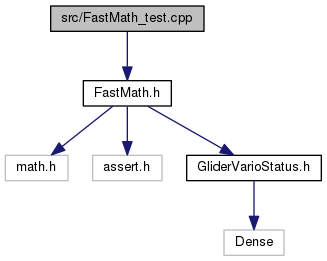 src/FastMath_test.cpp
FastMath.h
math.h
assert.h
GliderVarioStatus.h
Dense